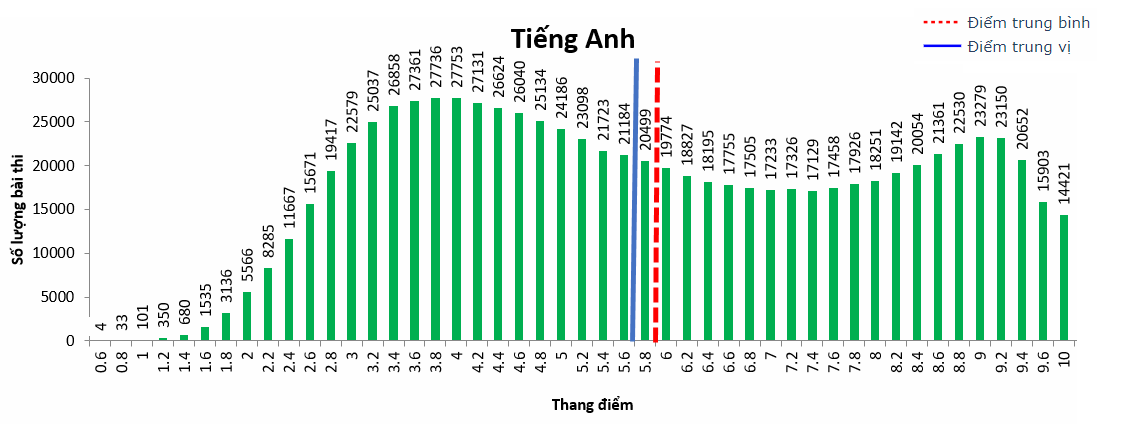 Tiếng Anh
Điểm trung bình
Điểm trung vị
Số lượng bài thi
30000
25000
20000
15000
10000
5000
0
4 33 101 350 680 1535 3136 5566 8285 11667 15671 19417 22579 25037 26858 27361 27736 27753 27131 26624 26040 25134 24186 23098 21723 21184 20499 19774 18827 18195 17755 17505 17233 17326 17129 17458 17926 18251 19142 20054 21361 22530 23279 23150 20652 15903 14421
0.6 0.8 1 1.2 1.4 1.6 1.8 2 2.2 2.4 2.6 2.8 3 3.2 3.4 3.6 3.8 4 4.2 4.4 4.6 4.8 5 5.2 5.4 5.6 5.8 6 6.2 6.4 6.6 6.8 7 7.2 7.4 7.6 7.8 8 8.2 8.4 8.6 8.8 9 9.2 9.4 9.6 10
Thang điểm